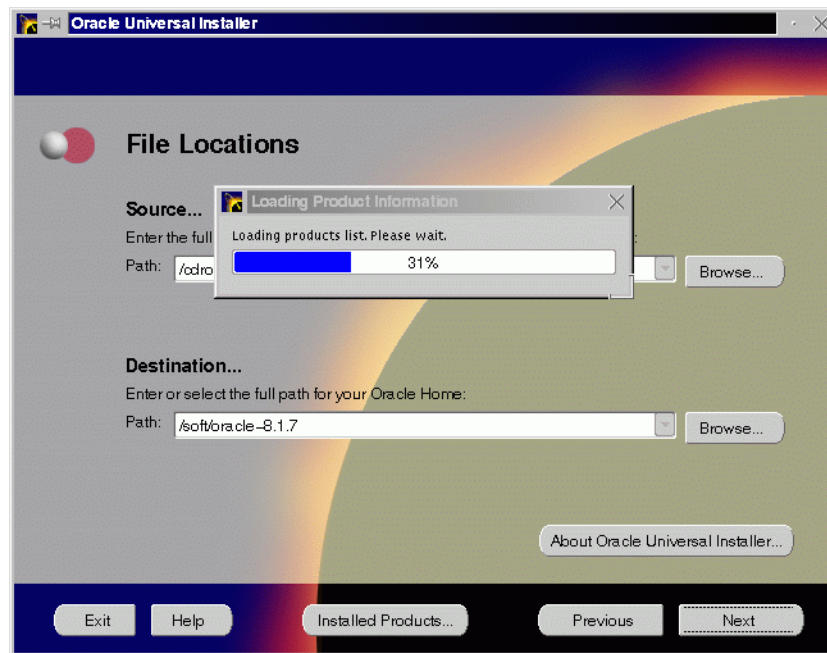 Oracle Universal Installer
File Locations
Source...
Loading Product Information
Enter the full
Loading products list. Please wait.
:
Path: /cdro
31%
Browse...
Destination...
Enter or select the full path for your Oracle Home:
Path: /soft/oracle-8.1.7
Browse...
About Oracle Universal Installer...
Exit Help Installed Products... Previous Next